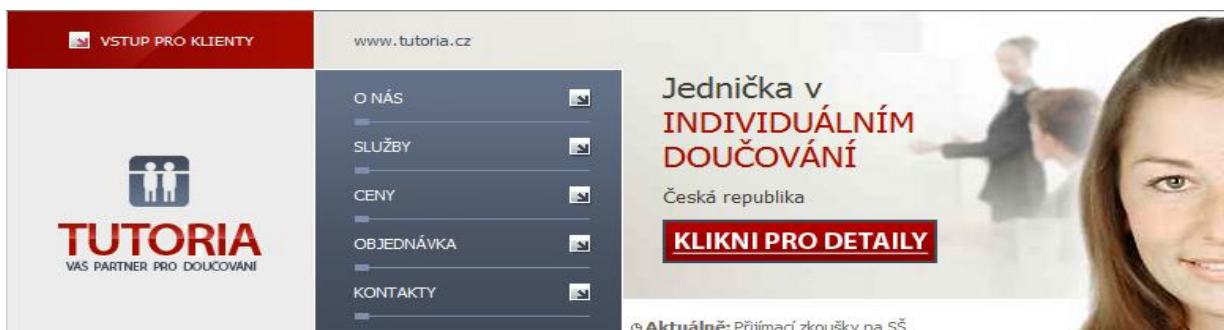 VSTUP PRO KLIENTY
www.tutoria.cz
TUTORIA
VÁŠ PARTNER PRO DOUČOVÁNÍ
O NÁS
SLUŽBY
CENY
OBJEDNÁVKA
KONTAKTY
Jednička v
INDIVIDUÁLNÍM
DOUČOVÁNÍ
Česká republika
KLIKNI PRO DETAILY
Aktuálně: Přijímací zkoušky na SŠ